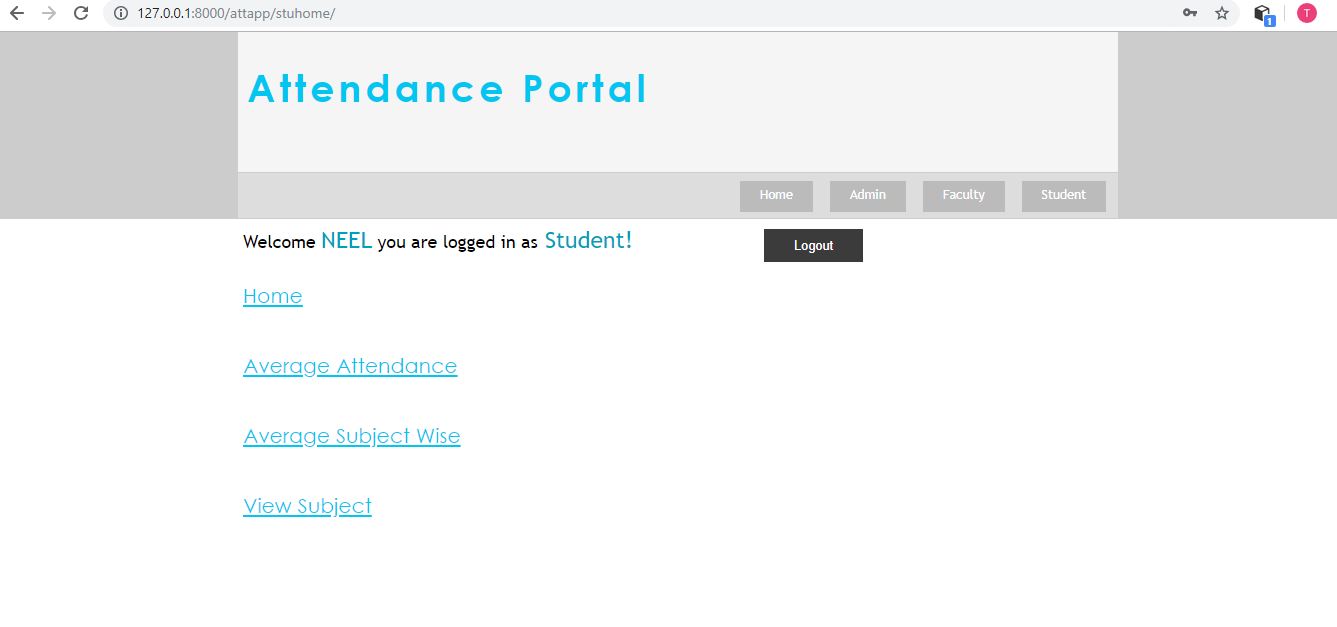 127.0.0.1:8000/attapp/stuhome/
1
T
Attendance Portal
Home Admin Faculty Student
Welcome NEEL you are logged in as Student! Logout
Home
Average Attendance
Average Subject Wise
View Subject